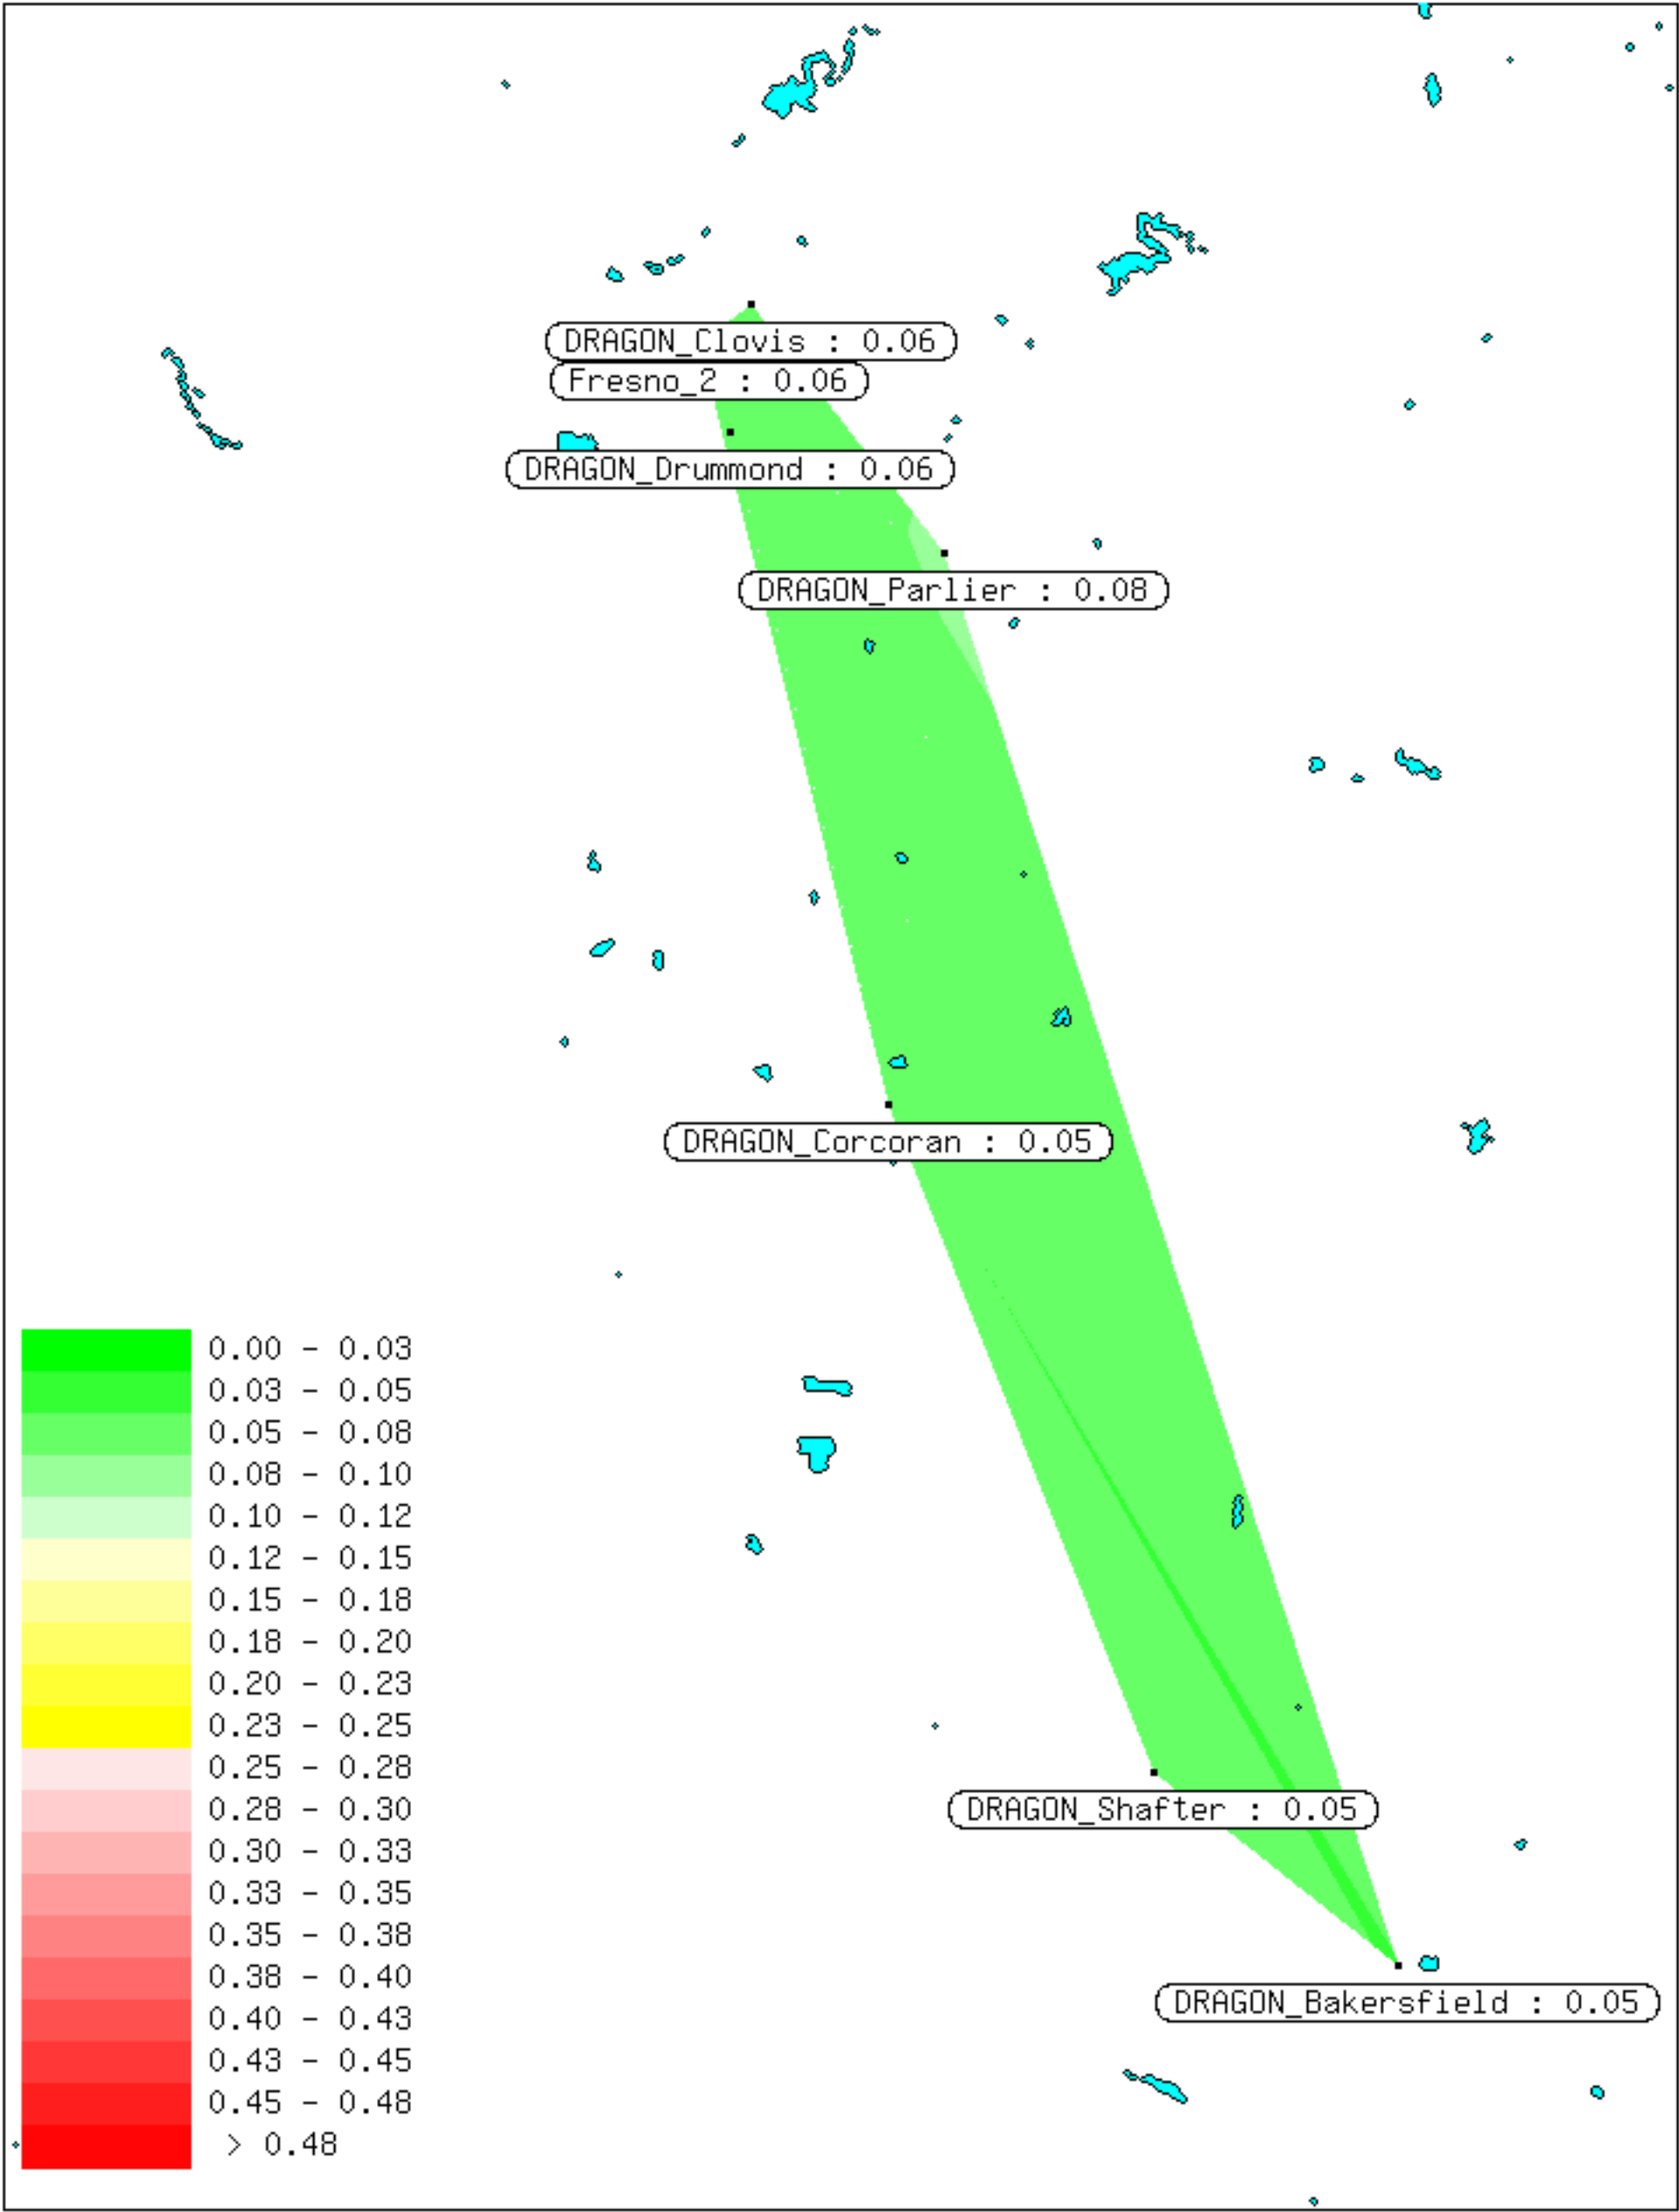 DRAGON_Clovis : 0.06
Fresno_2 : 0.06
DRAGON_Drummond : 0.06
DRAGON_Parlier : 0.08
DRAGON_Corcoran : 0.05
0.00 - 0.03
0.03 - 0.05
0.05 - 0.08
0.08 - 0.10
0.10 - 0.12
0.12 - 0.15
0.15 - 0.18
0.18 - 0.20
0.20 - 0.23
0.23 - 0.25
0.25 - 0.28
0.28 - 0.30
0.30 - 0.33
0.33 - 0.35
0.35 - 0.38
0.38 - 0.40
0.40 - 0.43
0.43 - 0.45
0.45 - 0.48
> 0.48
DRAGON_Shafter : 0.05
DRAGON_Bakersfield : 0.05